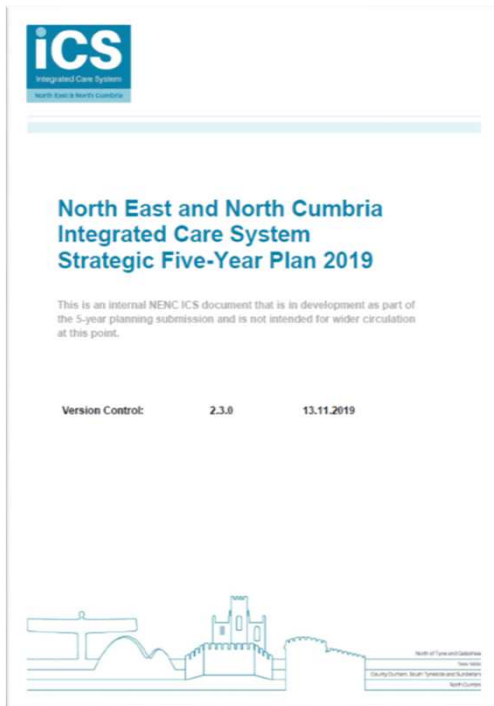 iCS
Integrated Care System
North East & North Cumbria
North East and North Cumbria
Integrated Care System
Strategic Five-Year Plan 2019
This is an internal NENC ICS document that is in development as part of
the 5-year planning submission and is not intended for wider circulation
at this point.
Version Control: 2.3.0 13.11.2019
North of Tyne and Gateshead
Tees Valley
County Durham, South Tyneside and Sunderland
North Cumbria